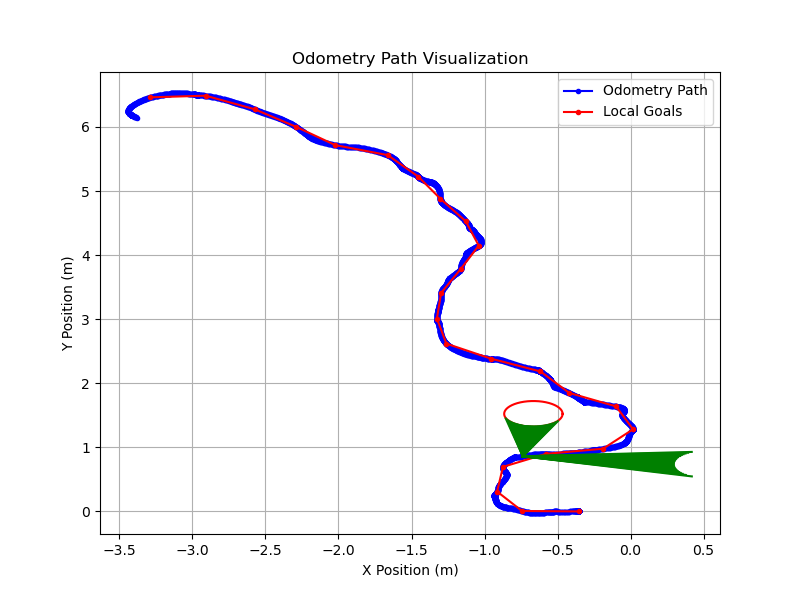 Odometry Path Visualization
Odometry Path
Local Goals
Y Position (m)
6
5
4
3
2
1
0
−3.5 −3.0 −2.5 −2.0 −1.5 −1.0 −0.5 0.0 0.5
X Position (m)